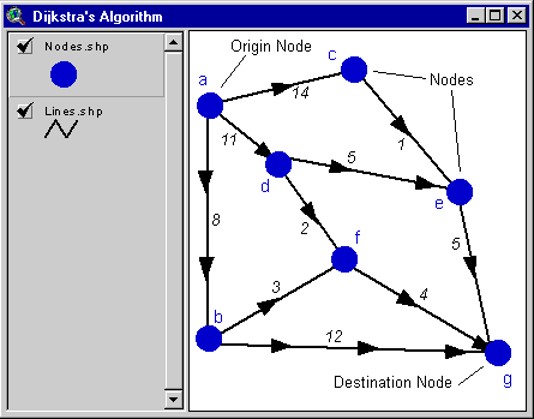 Dijkstra's Algorithm
Nodes.shp
Lines.shp
Origin Node
c
Nodes
a
14
11
1
5
d
e
8
2
f
5
3
4
b
12
g
Destination Node